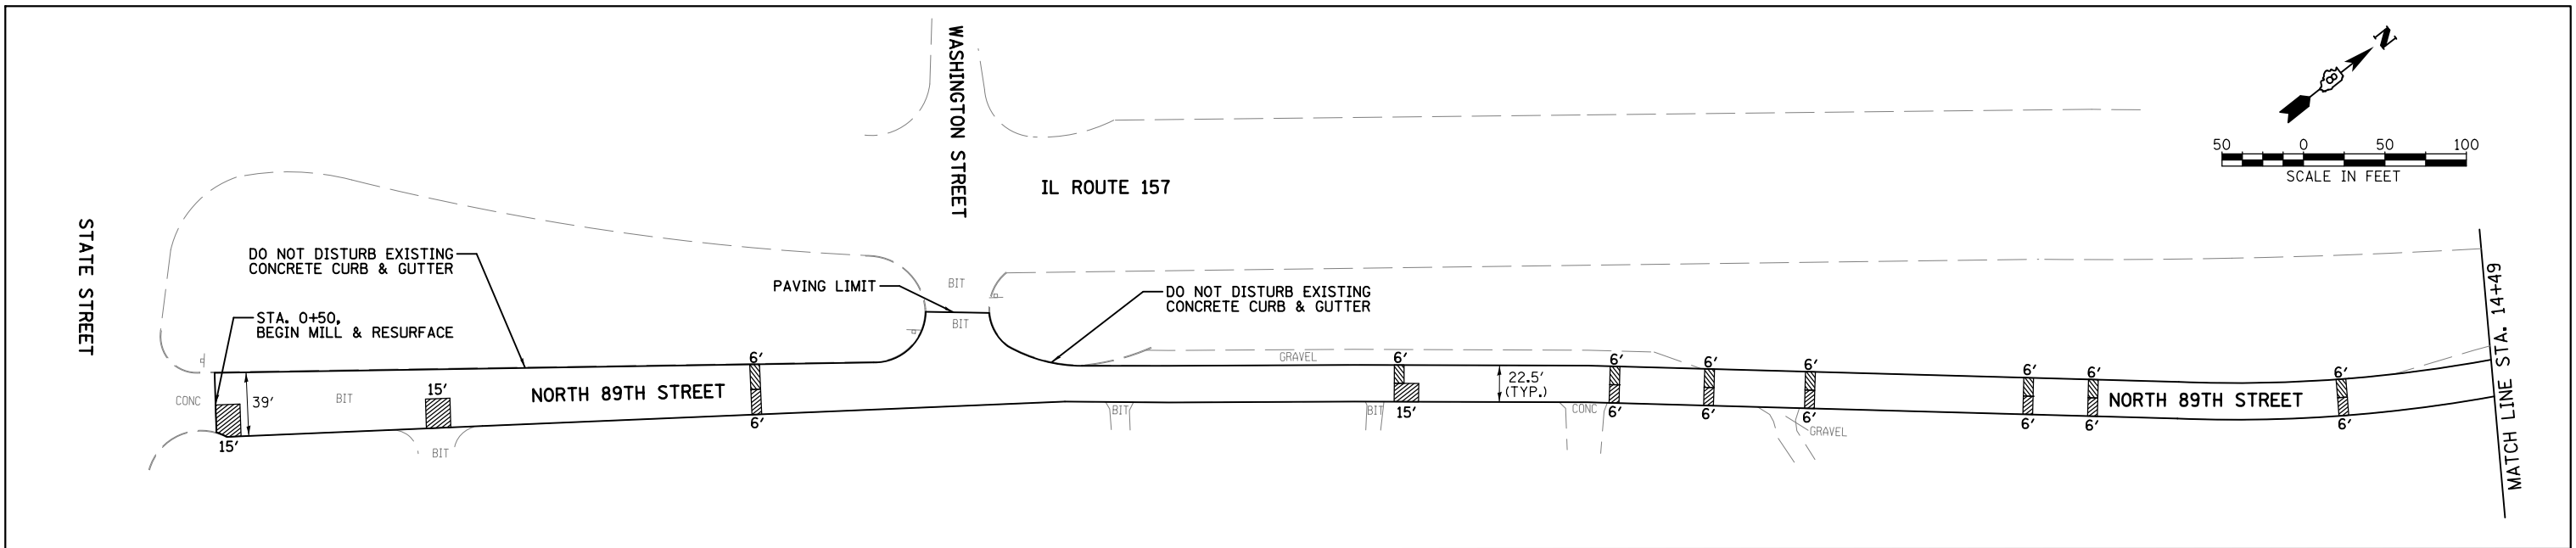 WASHINGTON STREET
N
8
50 0 50 100
SCALE IN FEET
IL ROUTE 157
STATE STREET
DO NOT DISTURB EXISTING
CONCRETE CURB & GUTTER
PAVING LIMIT
BIT
BIT
DO NOT DISTURB EXISTING
CONCRETE CURB & GUTTER
STA. 0+50,
BEGIN MILL & RESURFACE
MATCH LINE STA. 14+49
GRAVEL
6'
6'
6'
6'
6'
6'
6'
6'
CONC
39'
BIT
15'
NORTH 89TH STREET
22.5'
(TYP.)
NORTH 89TH STREET
15'
BIT
6'
BIT
BIT
15'
CONC
6'
6'
6'
GRAVEL
6'
6'
6'